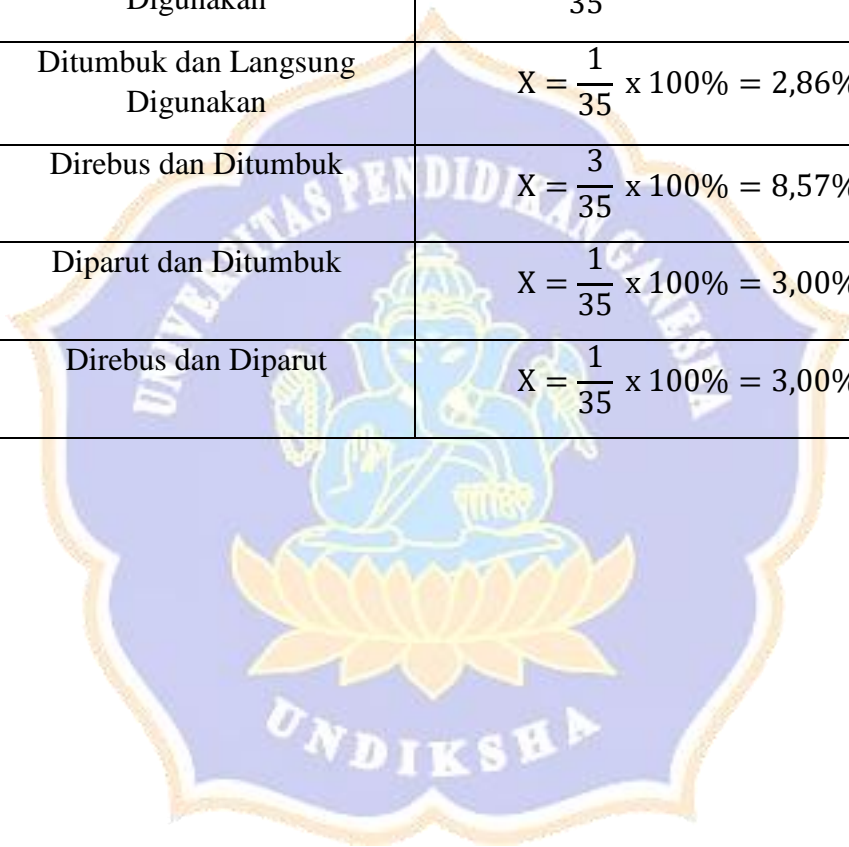 Digunakan
35
Ditumbuk dan Langsung
Digunakan
X = 1/35 x 100% = 2,86%
Direbus dan Ditumbuk
X = 3/35 x 100% = 8,57%
Diparut dan Ditumbuk
X = 1/35 x 100% = 3,00%
Direbus dan Diparut
X = 1/35 x 100% = 3,00%
UNIVERSITAS PENDIDIKAN GANESHA
UNDIKSHA